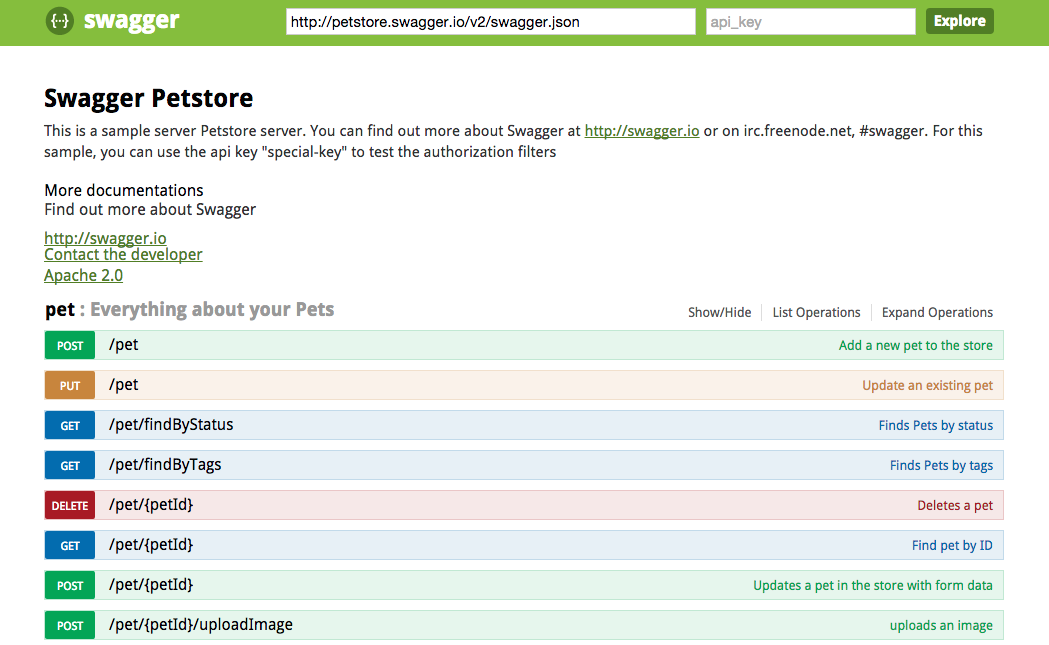 {··} swagger http://petstore.swagger.io/v2/swagger.json api_key Explore
Swagger Petstore
This is a sample server Petstore server. You can find out more about Swagger at http://swagger.io or on irc.freenode.net, #swagger. For this
sample, you can use the api key "special-key" to test the authorization filters
More documentations
Find out more about Swagger
http://swagger.io
Contact the developer
Apache 2.0
pet : Everything about your Pets Show/Hide List Operations Expand Operations
POST /pet Add a new pet to the store
PUT /pet Update an existing pet
GET /pet/findByStatus Finds Pets by status
GET /pet/findByTags Finds Pets by tags
DELETE /pet/{petId} Deletes a pet
GET /pet/{petId} Find pet by ID
POST /pet/{petId} Updates a pet in the store with form data
POST /pet/{petId}/uploadImage uploads an image